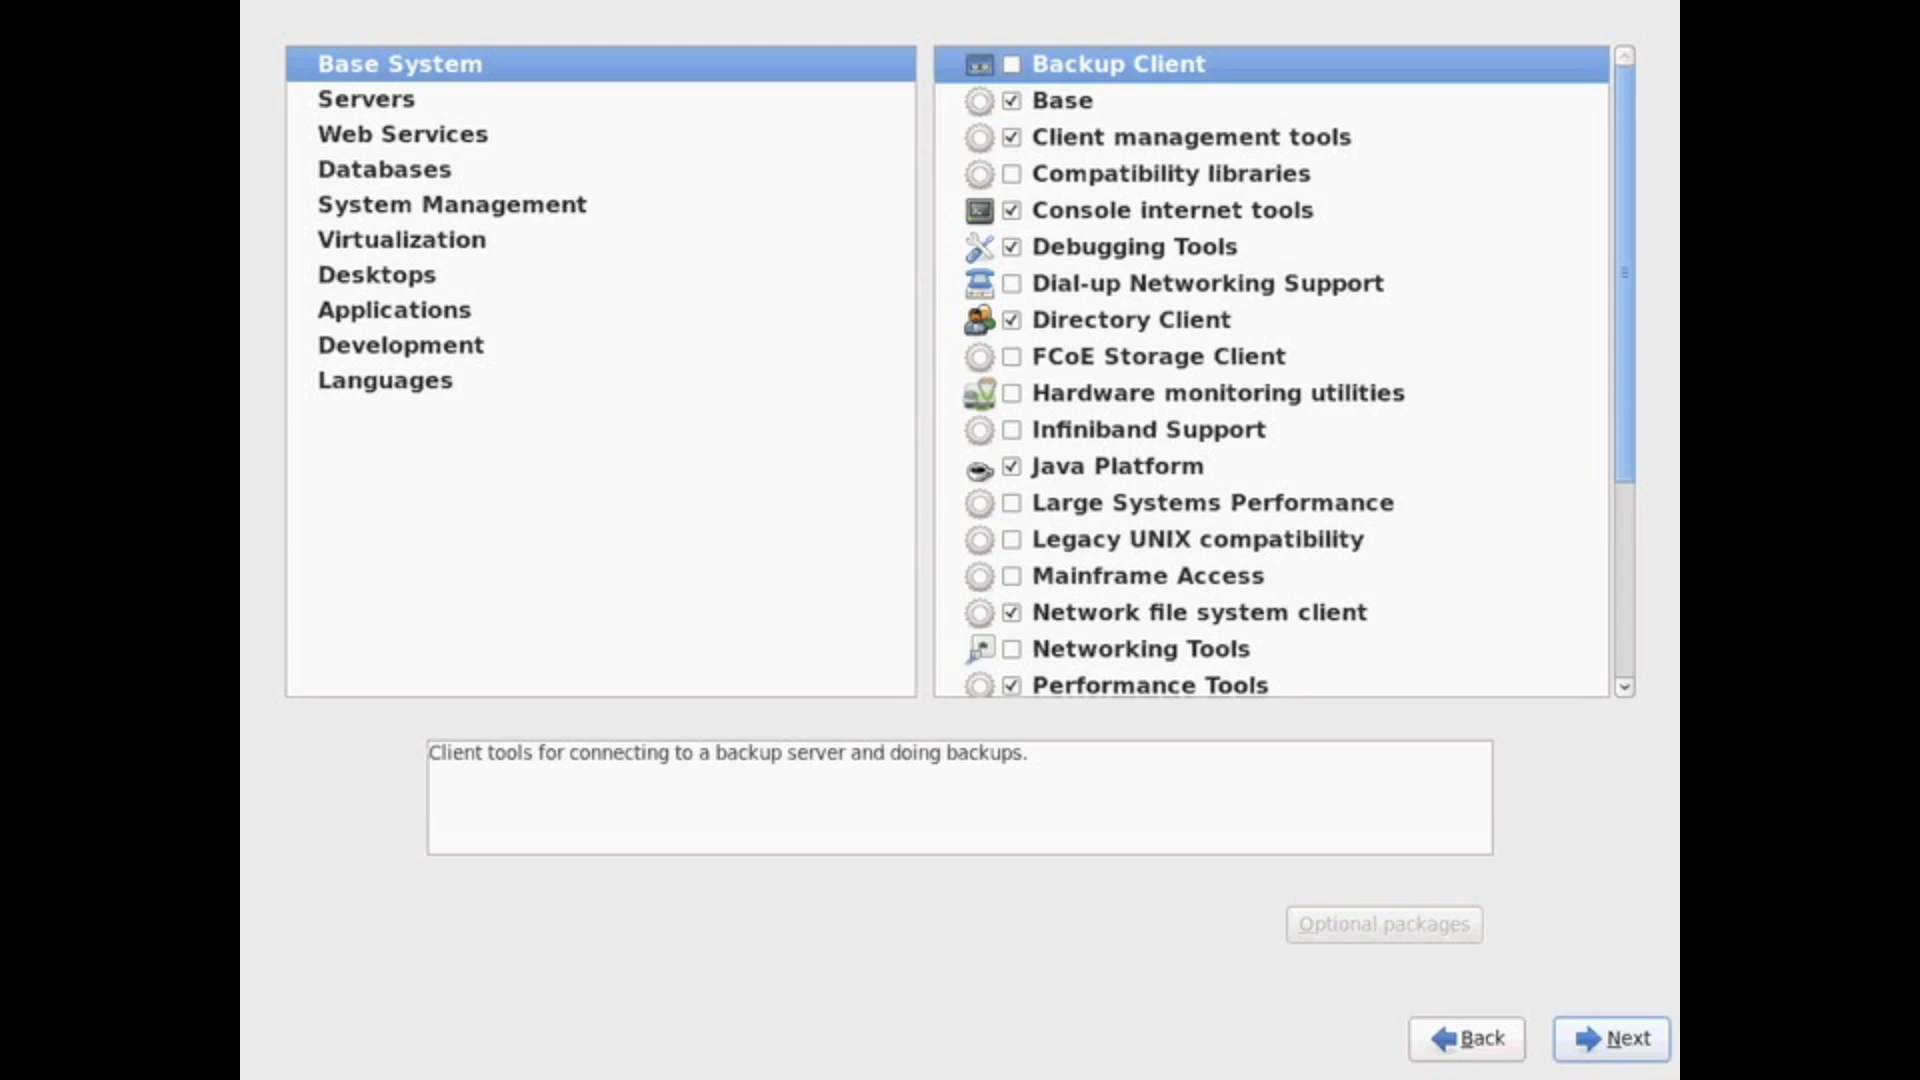 Base System
Servers
Web Services
Databases
System Management
Virtualization
Desktops
Applications
Development
Languages
Backup Client
Base
Client management tools
Compatibility libraries
Console internet tools
Debugging Tools
Dial-up Networking Support
Directory Client
FCoE Storage Client
Hardware monitoring utilities
Infiniband Support
Java Platform
Large Systems Performance
Legacy UNIX compatibility
Mainframe Access
Network file system client
Networking Tools
Performance Tools
Client tools for connecting to a backup server and doing backups.
Optional packages
Back
Next